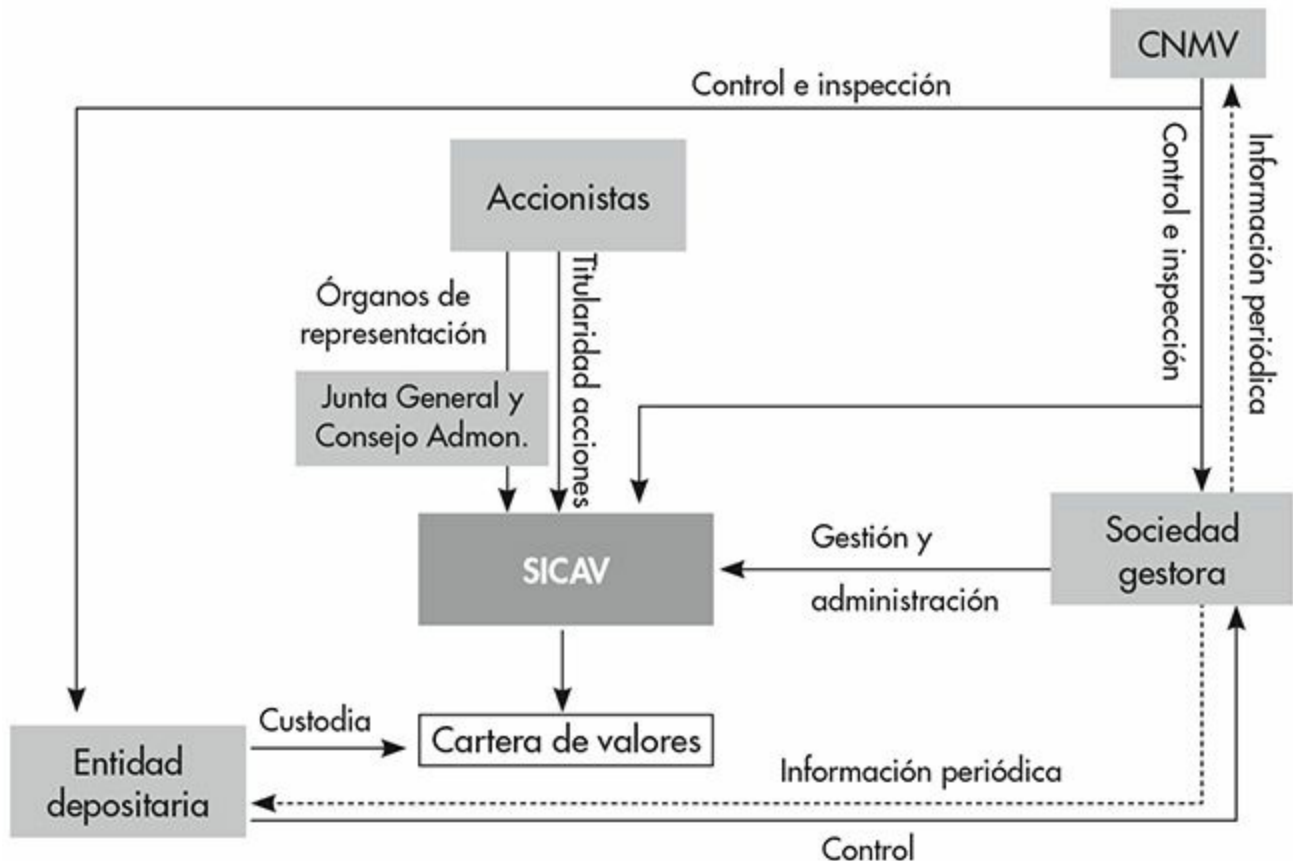 CNMV
Control e inspección
Control e inspección
Información periódica
Accionistas
Órganos de
representación
Titularidad acciones
Junta General y
Consejo Admon.
SICAV
Gestión y
administración
Sociedad
gestora
Custodia
Cartera de valores
Entidad
depositaria
Información periódica
Control